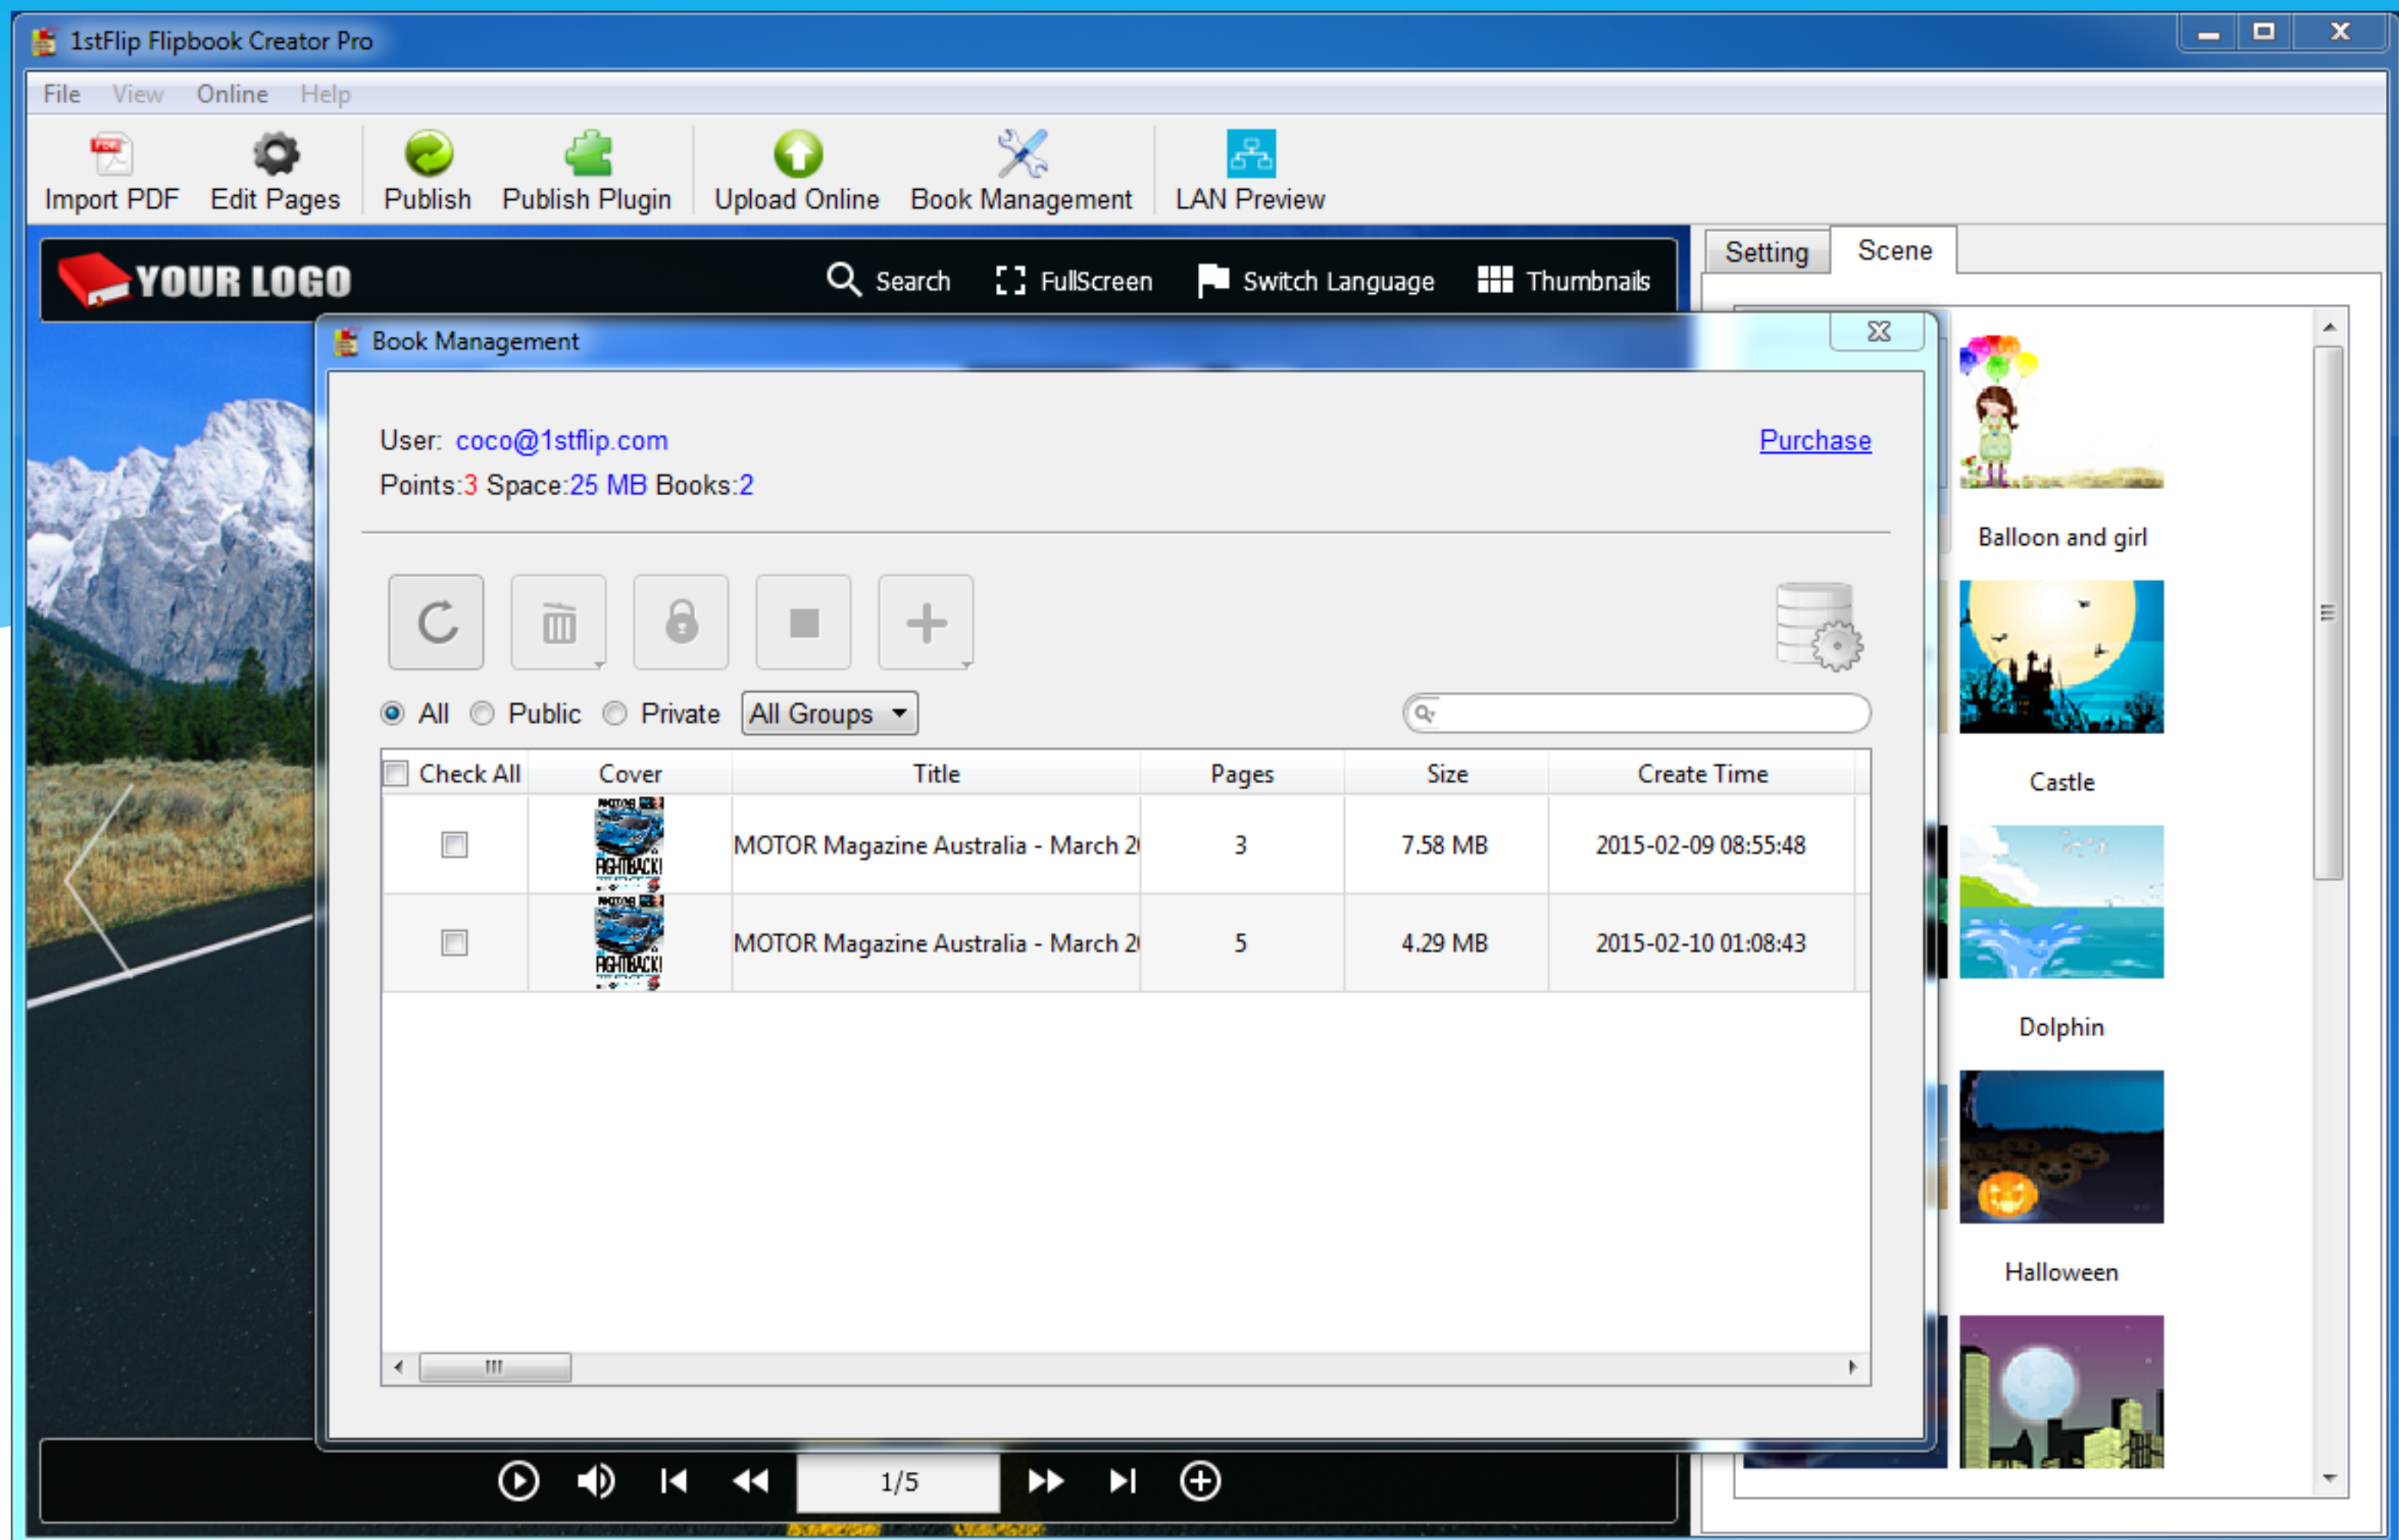 1stFlip Flipbook Creator Pro
File View Online Help
Import PDF Edit Pages Publish Publish Plugin Upload Online Book Management LAN Preview
YOUR LOGO Search FullScreen Switch Language Thumbnails
Setting Scene
Book Management
User: coco@1stflip.com Purchase
Points:3 Space:25 MB Books:2
All Public Private All Groups
Check All Cover Title Pages Size Create Time
FIGHTBACK!
MOTOR Magazine Australia - March 3 7.58 MB 2015-02-09 08:55:48
FIGHTBACK!
MOTOR Magazine Australia - March 5 4.29 MB 2015-02-10 01:08:43
Balloon and girl
Castle
Dolphin
Halloween
1/5